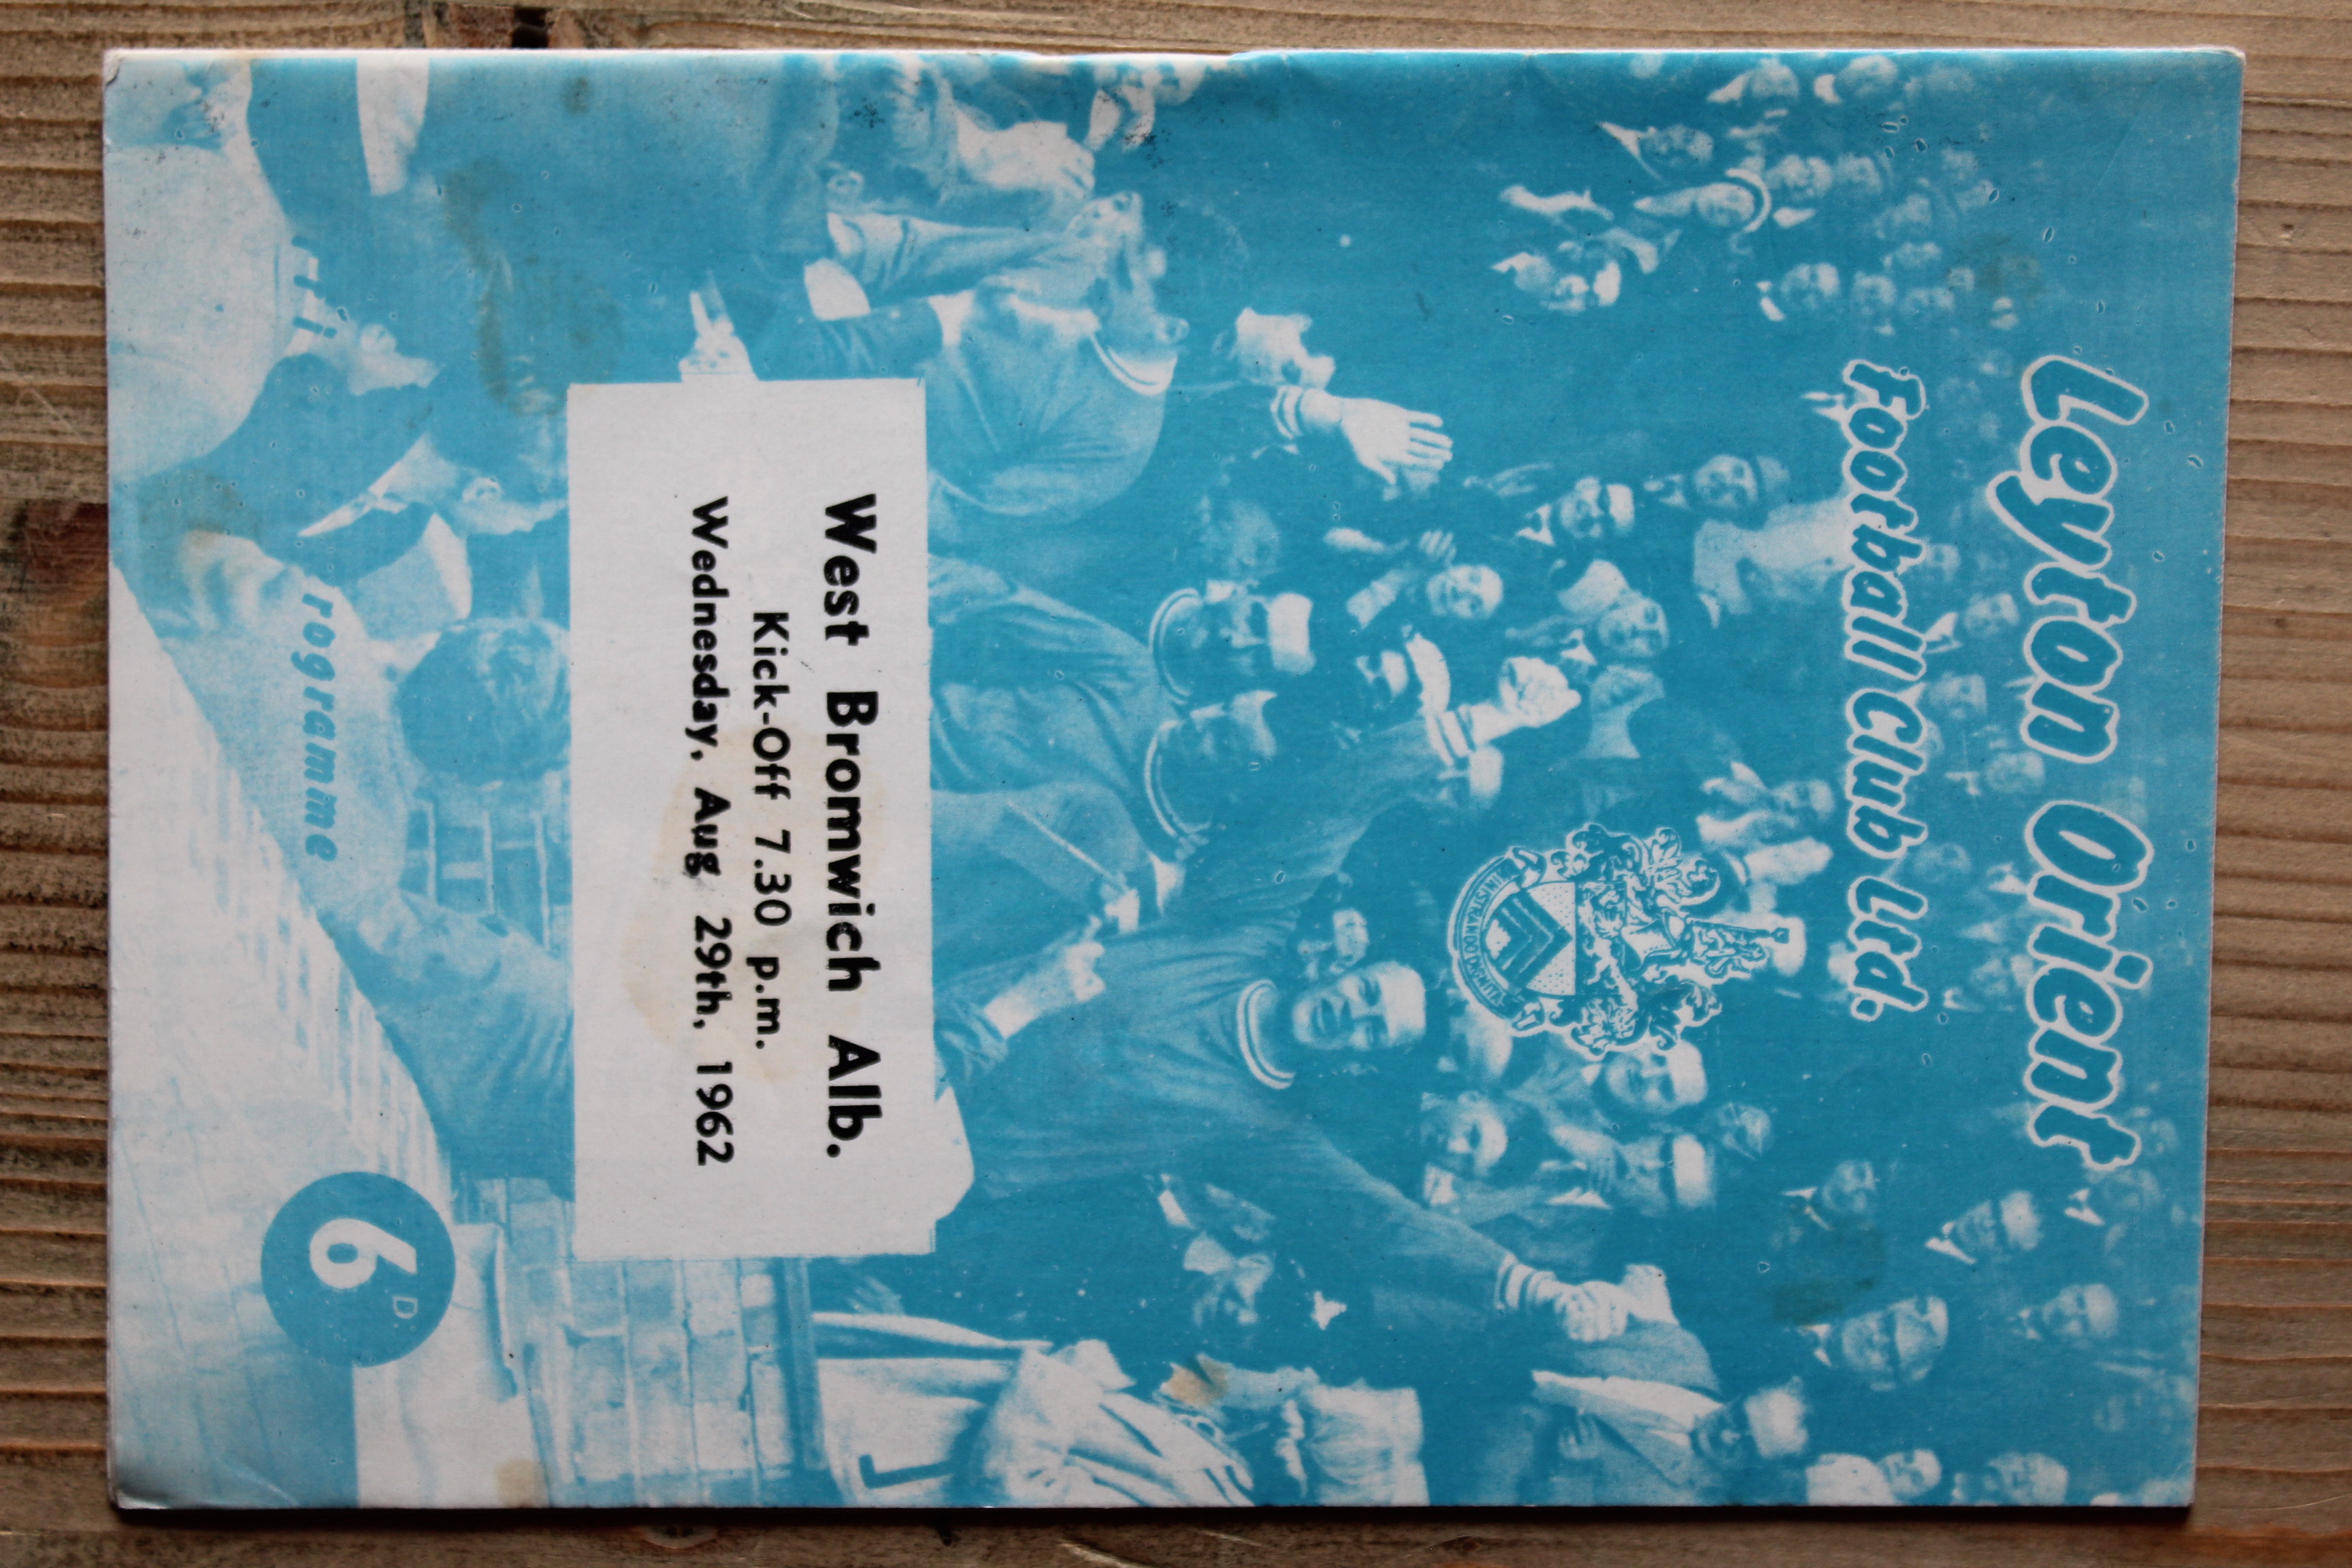 Leyton Orient
Football Club Ltd.
West Bromwich Alb.
Kick-Off 7.30 p.m.
Wednesday, Aug 29th, 1962
rogramme
6D